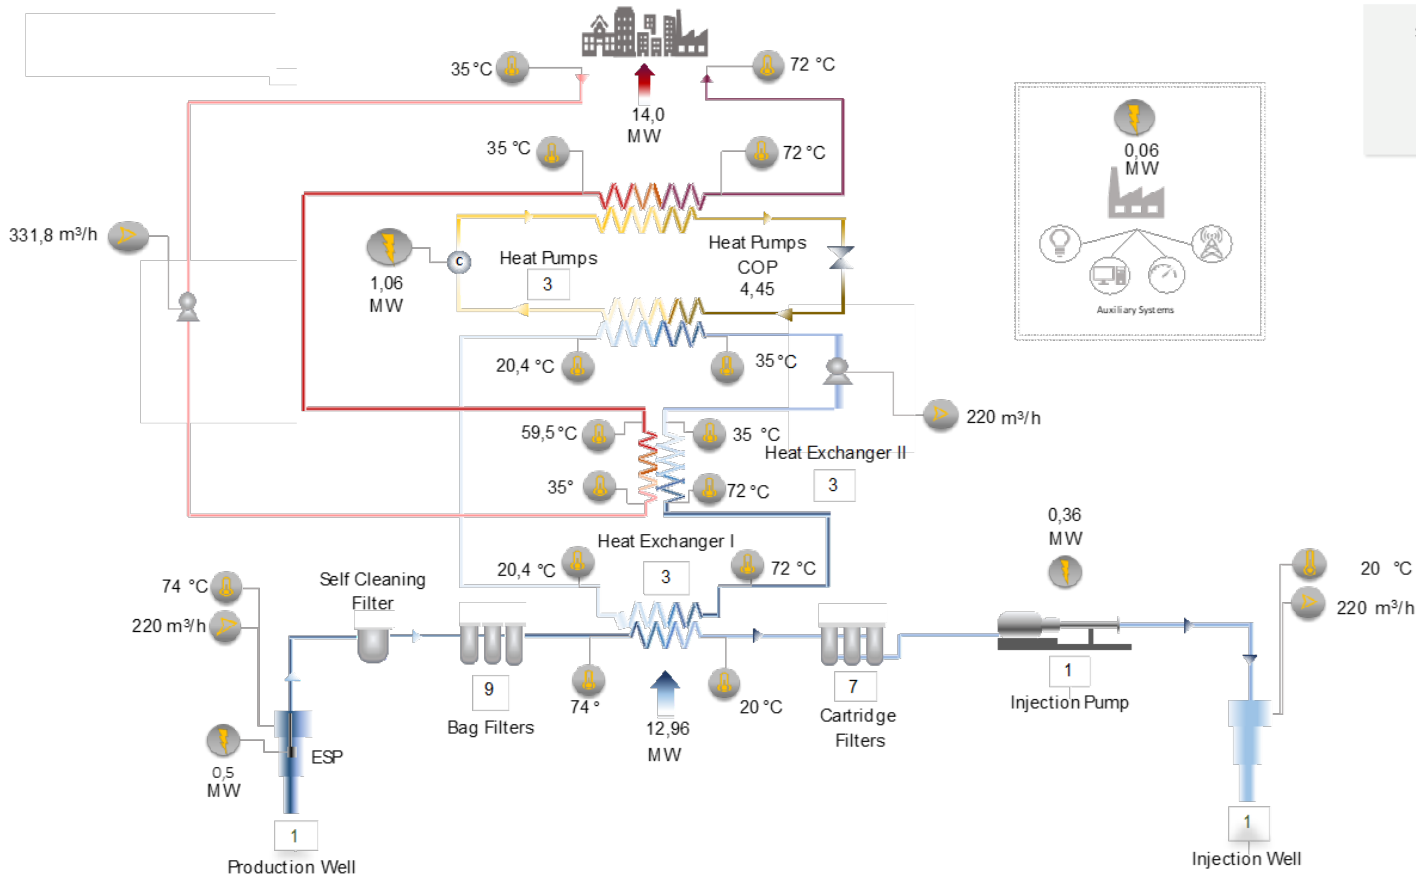 35°C
72 °C
14,0
MW
35 °C
72 °C
0,06
MW
331,8 m³/h
1,06
MW
C
Heat Pumps
3
Heat Pumps
COP
4,45
Auxiliary Systems
20,4 °C
35°C
220 m³/h
59,5°C
35 °C
Heat Exchanger II
3
35°
72 °C
0,36
MW
Heat Exchanger I
3
20,4 °C
72 °C
74 °C
220 m³/h
Self Cleaning
Filter
20 °C
220 m³/h
9
Bag Filters
74 °
12,96
MW
20 °C
7
Cartridge
Filters
1
Injection Pump
0,5
MW
ESP
1
Production Well
1
Injection Well